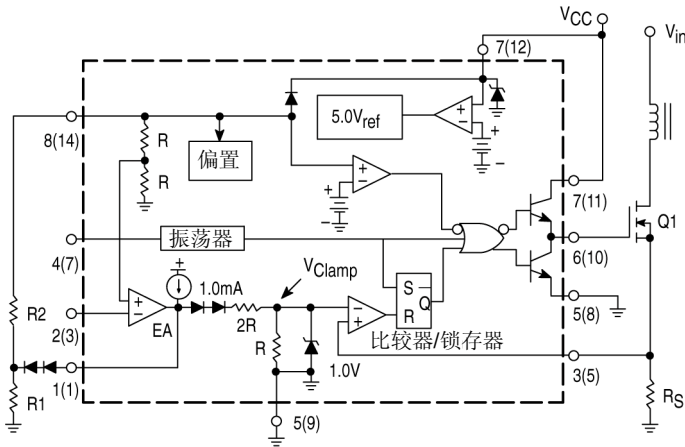 VCC
7(12)
Vin
5.0Vref
+
−
+
−
8(14)
R
R
偏置
+
−
+
−
7(11)
Q1
振荡器
4(7)
6(10)
+
1.0mA
VClamp
+
−
EA
2R
R
−
+
S
Q
R
比较器/锁存器
5(8)
R2
2(3)
1(1)
1.0V
3(5)
R1
5(9)
RS